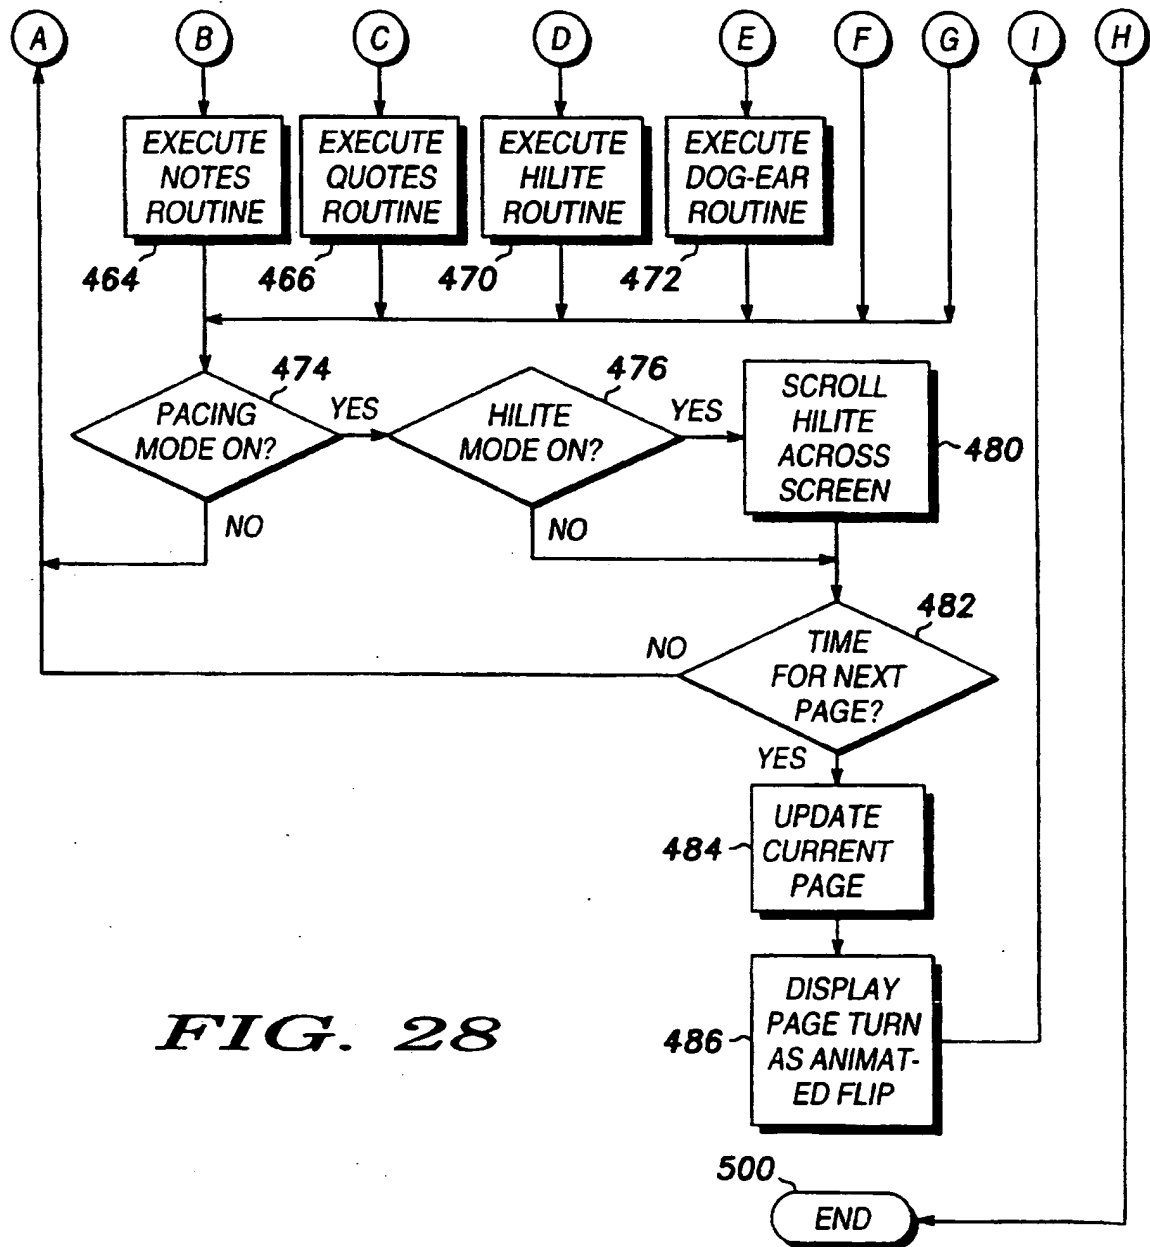 A B C D E F G I H
EXECUTE
NOTES
ROUTINE
464
EXECUTE
QUOTES
ROUTINE
466
EXECUTE
HILITE
ROUTINE
470
EXECUTE
DOG-EAR
ROUTINE
472
PACING
MODE ON?
474
YES
NO
HILITE
MODE ON?
476
YES
NO
SCROLL
HILITE
ACROSS
SCREEN
480
TIME
FOR NEXT
PAGE?
482
NO
YES
UPDATE
CURRENT
PAGE
484
DISPLAY
PAGE TURN
AS ANIMAT-
ED FLIP
486
FIG. 28
500
END